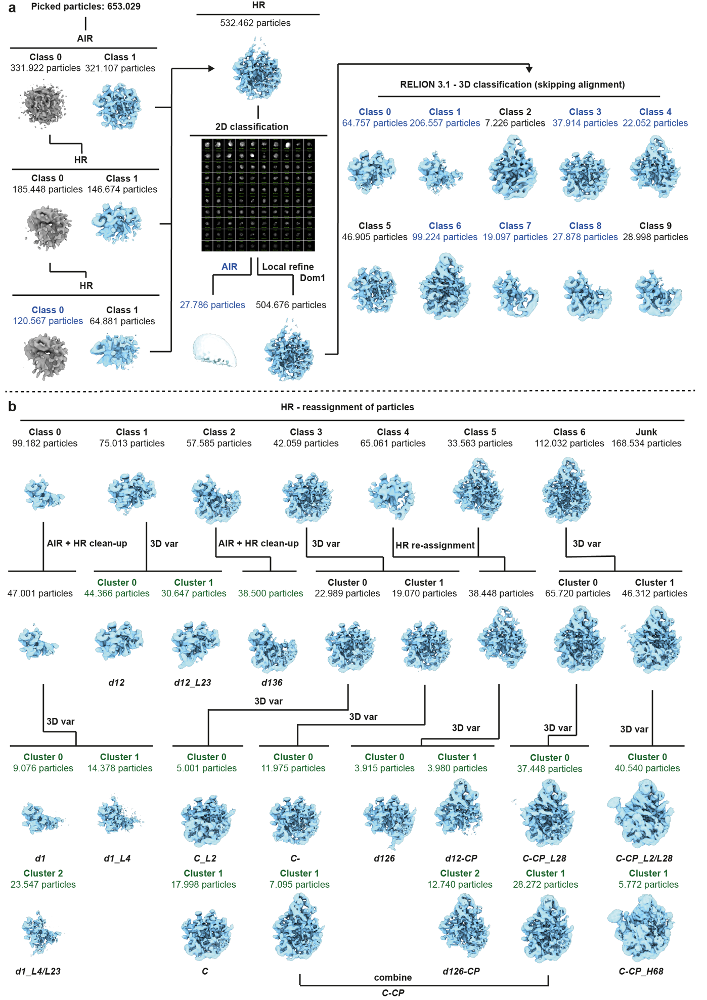 a
Picked particles: 653.029
AIR
Class 0 Class 1
331.922 particles 321.107 particles
HR
Class 0 Class 1
185.448 particles 146.674 particles
HR
Class 0 Class 1
120.567 particles 64.881 particles
HR
532.462 particles
2D classification
AIR Local refine
Dom1
27.786 particles 504.676 particles
RELION 3.1 - 3D classification (skipping alignment)
Class 0 Class 1 Class 2 Class 3 Class 4
64.757 particles 206.557 particles 7.226 particles 37.914 particles 22.052 particles
Class 5 Class 6 Class 7 Class 8 Class 9
46.905 particles 99.224 particles 19.097 particles 27.878 particles 28.998 particles
b
HR - reassignment of particles
Class 0 Class 1 Class 2 Class 3 Class 4 Class 5 Class 6 Junk
99.182 particles 75.013 particles 57.585 particles 42.059 particles 65.061 particles 33.563 particles 112.032 particles 168.534 particles
AIR + HR clean-up 3D var AIR + HR clean-up 3D var HR re-assignment 3D var
Cluster 0 Cluster 1 Cluster 0 Cluster 1 Cluster 0 Cluster 1
47.001 particles 44.366 particles 30.647 particles 38.500 particles 22.989 particles 19.070 particles 38.448 particles 65.720 particles 46.312 particles
d12 d12_L23 d136
3D var 3D var 3D var 3D var 3D var 3D var
Cluster 0 Cluster 1 Cluster 0 Cluster 0 Cluster 0 Cluster 1 Cluster 0 Cluster 0
9.076 particles 14.378 particles 5.001 particles 11.975 particles 3.915 particles 3.980 particles 37.448 particles 40.540 particles
d1 d1_L4 C_L2 C- d126 d12-CP C-CP_L28 C-CP_L2/L28
Cluster 2 Cluster 1 Cluster 1 Cluster 2 Cluster 1 Cluster 1
23.547 particles 17.998 particles 7.095 particles 12.740 particles 28.272 particles 5.772 particles
d1_L4/L23 C d126-CP C-CP_H68
combine
C-CP